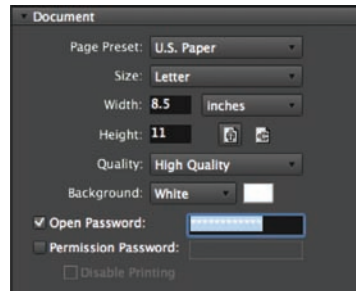 Document
Page Preset: U.S. Paper
Size: Letter
Width: 8.5 inches
Height: 11
Quality: High Quality
Background: White
Open Password: ************
Permission Password:
Disable Printing